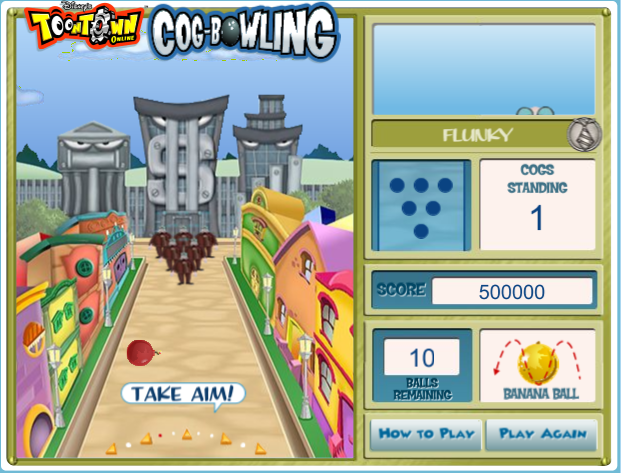 Disney's
TOONTOWN
ONLINE
COG-BOWLING
FLUNKY
COGS
STANDING
1
SCORE 500000
10
BALLS
REMAINING
BANANA BALL
TAKE AIM!
HOW TO PLAY
PLAY AGAIN